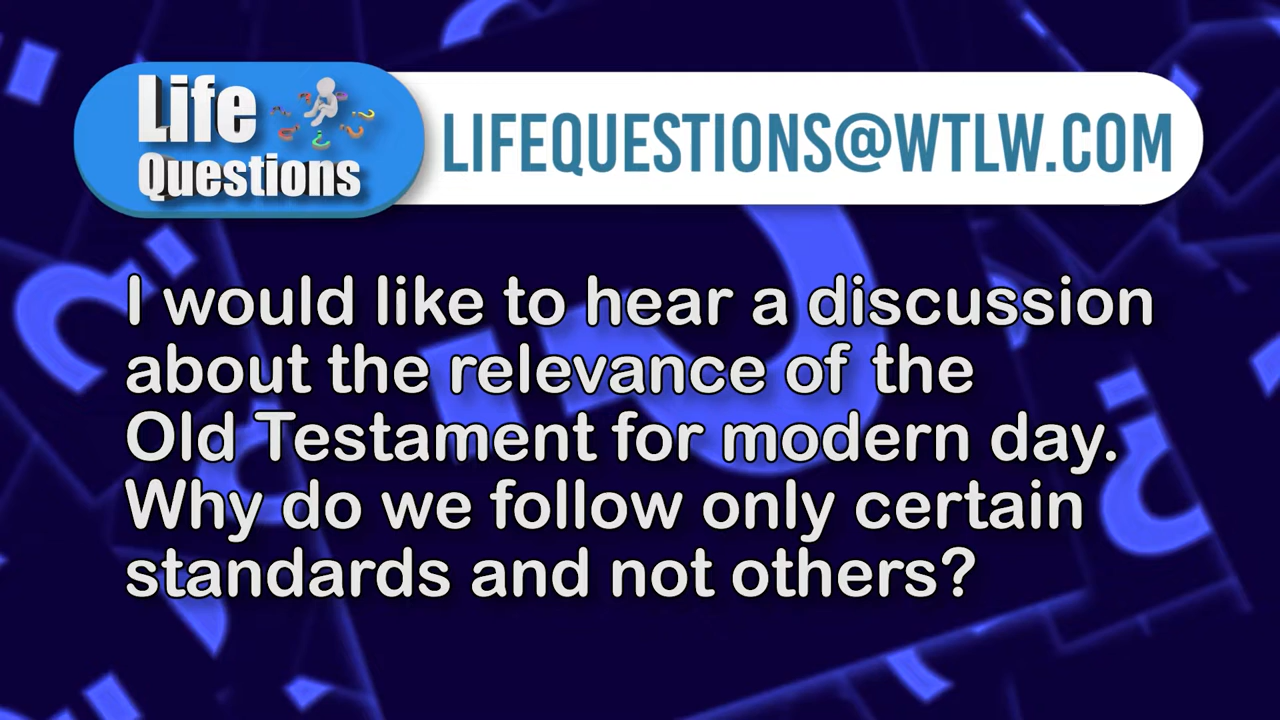 Life
Questions
LIFEQUESTIONS@WTLW.COM
I would like to hear a discussion
about the relevance of the
Old Testament for modern day.
Why do we follow only certain
standards and not others?